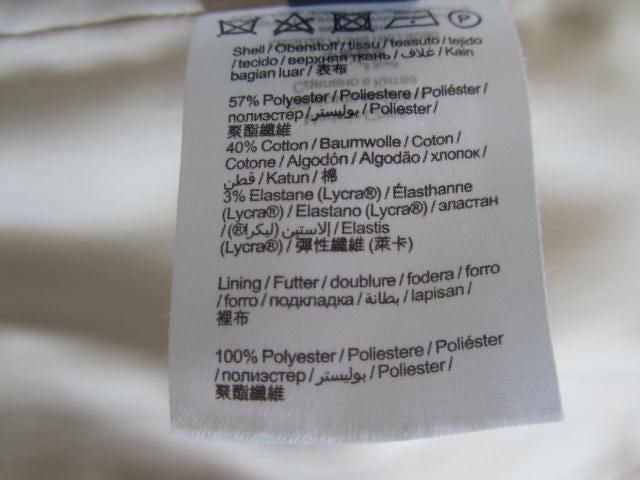 P
Shell / Oberstoff / tissu / tessuto / tejido
/ tecido / верхняя ткань / غلاف / Kain
bagian luar / 表布
57% Polyester / Poliestere / Poliéster /
полиэстер / بوليستر / Poliester /
聚酯纖維
40% Cotton / Baumwolle / Coton /
Cotone / Algodón / Algodão / хлопок /
قطن / Katun / 棉
3% Elastane (Lycra®) / Élasthanne
(Lycra®) / Elastano (Lycra®) / эластан
/ إلاستين (ليكرا®) / Elastis
(Lycra®) / 彈性纖維 (萊卡)
Lining / Futter / doublure / fodera / forro
/ forro / подкладка / بطانة / lapisan /
裡布
100% Polyester / Poliestere / Poliéster
/ полиэстер / بوليستر / Poliester /
聚酯纖維